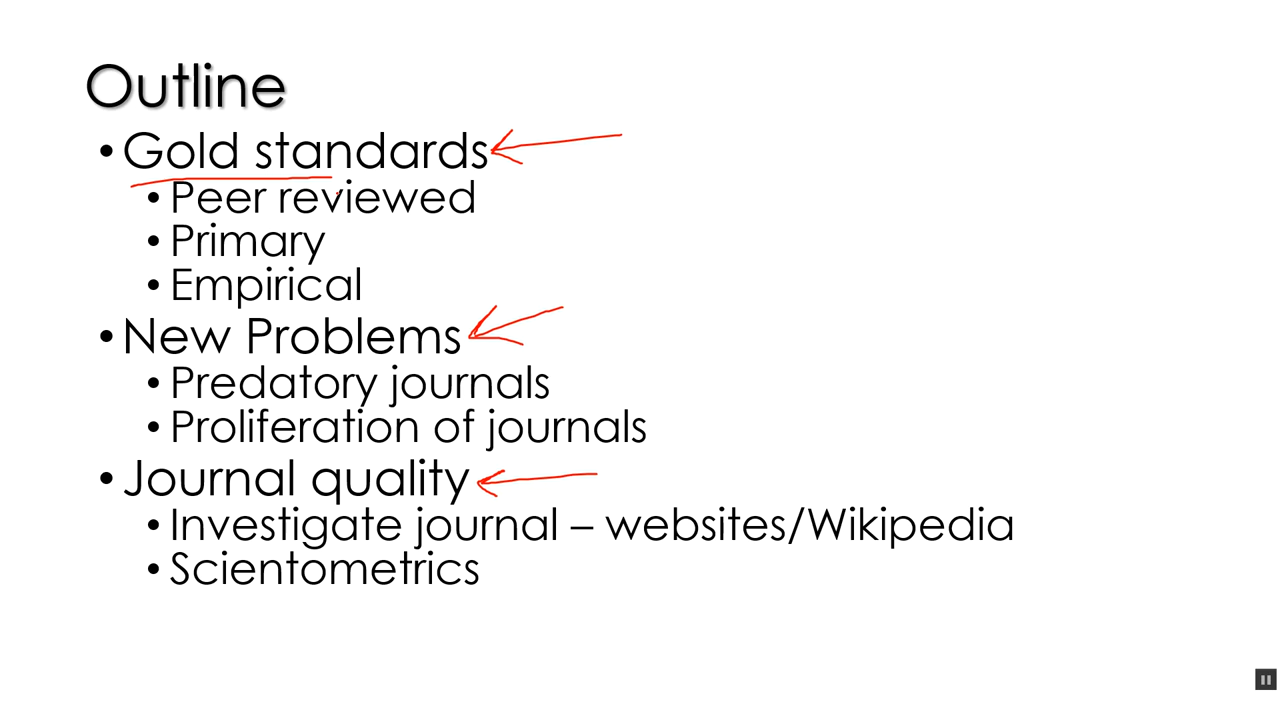 Outline
• Gold standards
• Peer reviewed
• Primary
• Empirical
• New Problems
• Predatory journals
• Proliferation of journals
• Journal quality
• Investigate journal – websites/Wikipedia
• Scientometrics